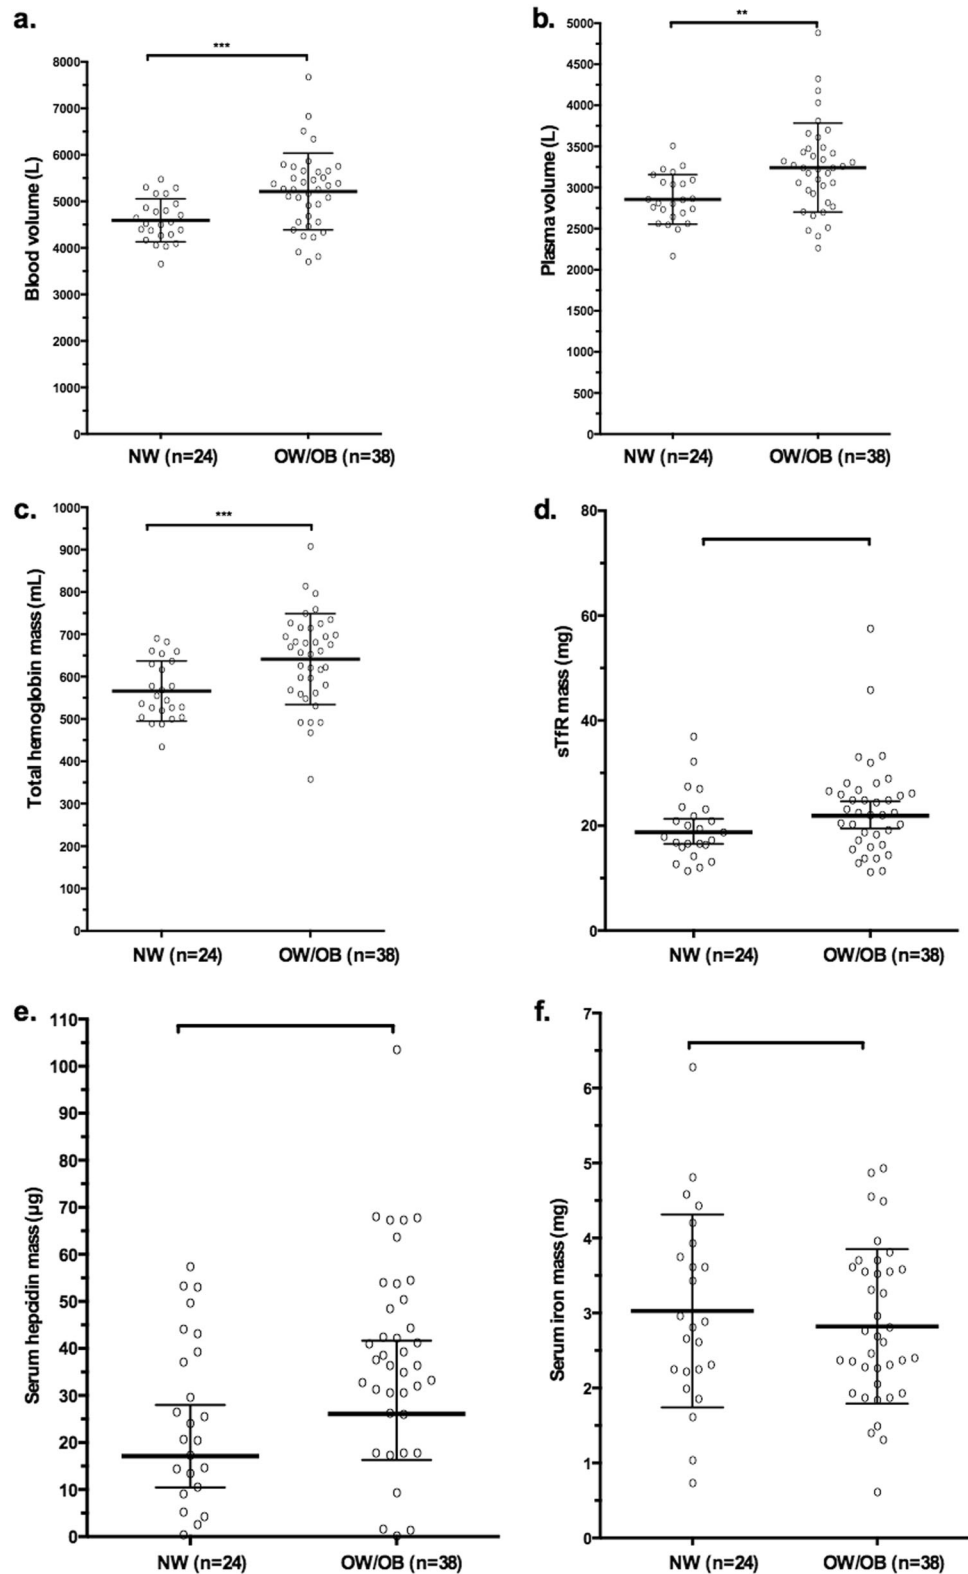 a.
***
Blood volume (L)
8000
7000
6000
5000
4000
3000
2000
1000
0
NW (n=24)
OW/OB (n=38)
b.
**
Plasma volume (L)
5000
4500
4000
3500
3000
2500
2000
1500
1000
500
0
NW (n=24)
OW/OB (n=38)
c.
***
Total hemoglobin mass (mL)
1000
900
800
700
600
500
400
300
200
100
0
NW (n=24)
OW/OB (n=38)
d.
sTfR mass (mg)
80
60
40
20
0
NW (n=24)
OW/OB (n=38)
e.
Serum hepcidin mass (µg)
110
100
90
80
70
60
50
40
30
20
10
0
NW (n=24)
OW/OB (n=38)
f.
Serum iron mass (mg)
7
6
5
4
3
2
1
0
NW (n=24)
OW/OB (n=38)